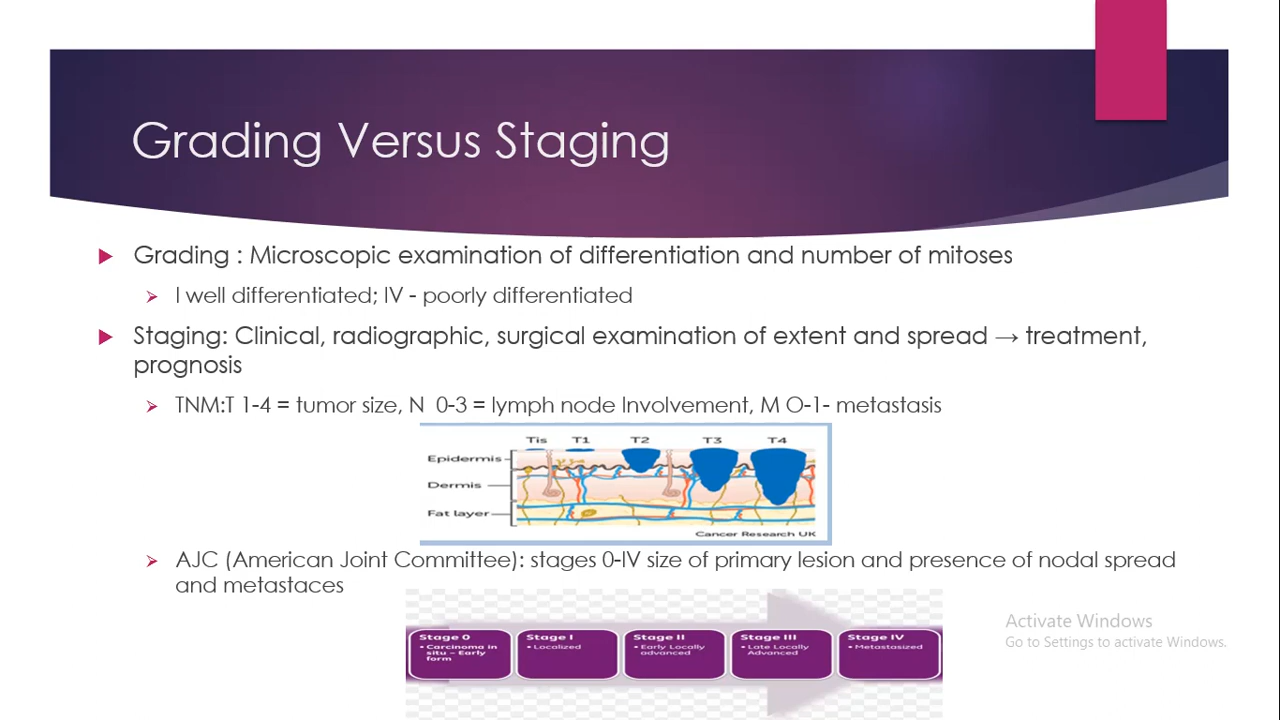 Grading Versus Staging
Grading : Microscopic examination of differentiation and number of mitoses
I well differentiated; IV - poorly differentiated
Staging: Clinical, radiographic, surgical examination of extent and spread → treatment,
prognosis
TNM:T 1-4 = tumor size, N 0-3 = lymph node Involvement, M O-1- metastasis
Tis T1 T2 T3 T4
Epidermis
Dermis
Fat layer
Cancer Research UK
AJC (American Joint Committee): stages 0-IV size of primary lesion and presence of nodal spread
and metastaces
Stage 0
• Carcinoma in
situ – Early
form
Stage I
• Localized
Stage II
• Early Locally
advanced
Stage III
• Late Locally
Advanced
Stage IV
• Metastasized
Activate Windows
Go to Settings to activate Windows.